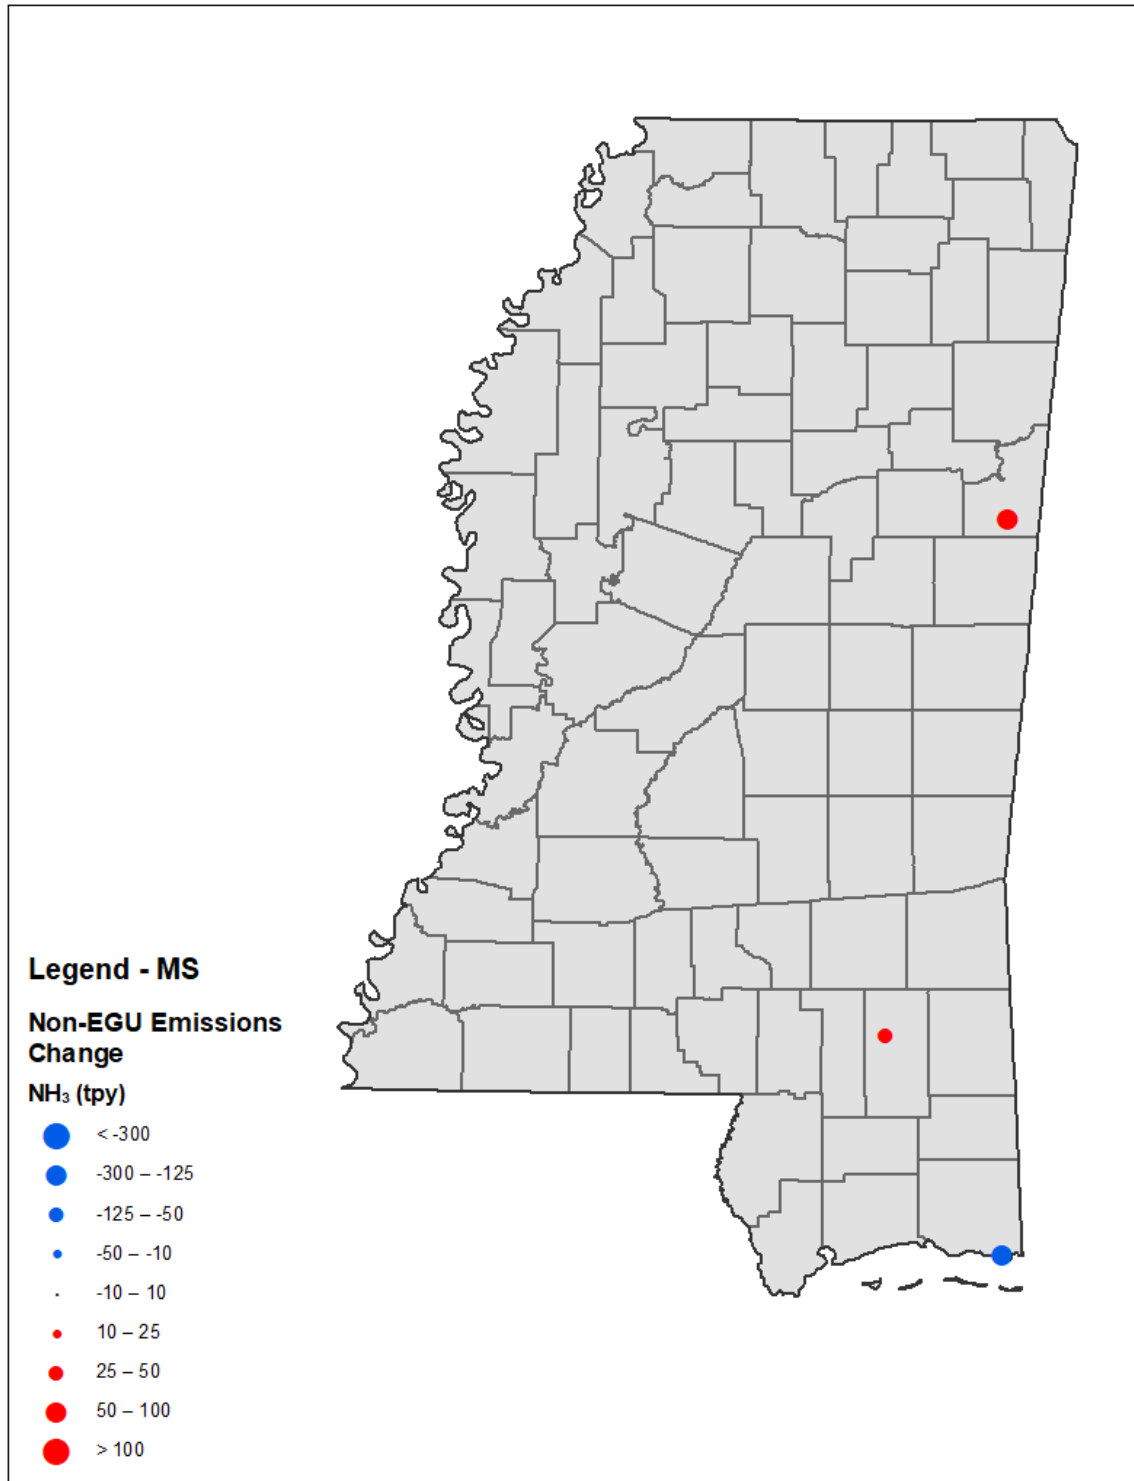 Legend - MS
Non-EGU Emissions
Change
NH₃ (tpy)
< -300
-300 – -125
-125 – -50
-50 – -10
-10 – 10
10 – 25
25 – 50
50 – 100
> 100